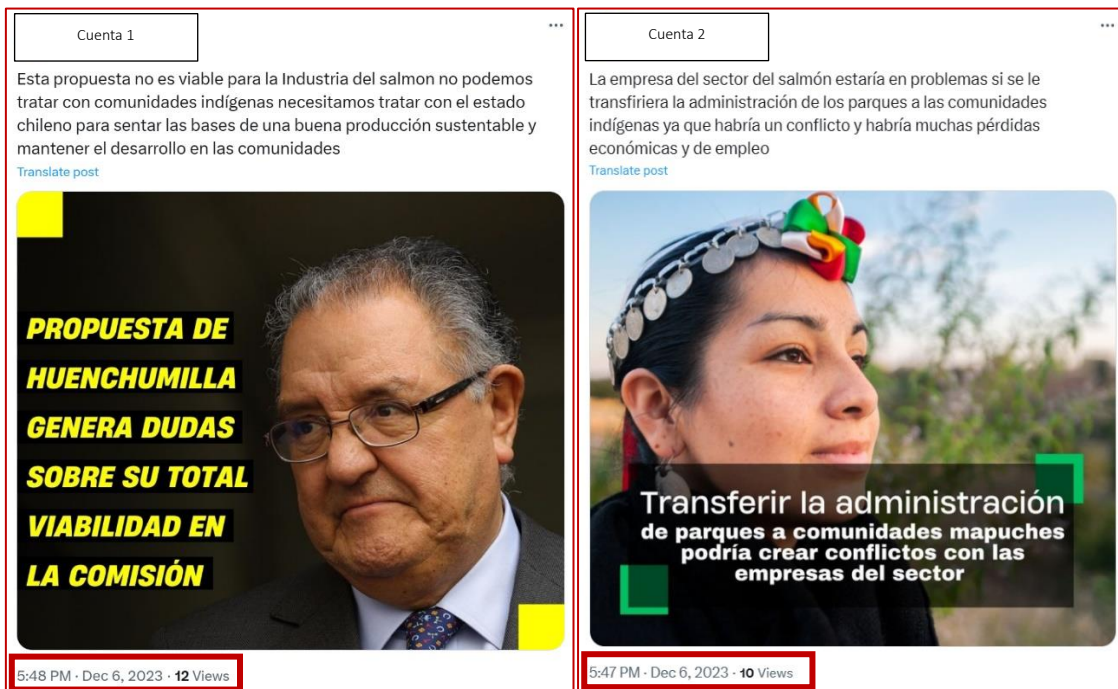 Cuenta 1
...
Esta propuesta no es viable para la Industria del salmon no podemos
tratar con comunidades indígenas necesitamos tratar con el estado
chileno para sentar las bases de una buena producción sustentable y
mantener el desarrollo en las comunidades
Translate post
PROPUESTA DE
HUENCHUMILLA
GENERA DUDAS
SOBRE SU TOTAL
VIABILIDAD EN
LA COMISIÓN
5:48 PM · Dec 6, 2023 · 12 Views
Cuenta 2
...
La empresa del sector del salmón estaría en problemas si se le
transfiriera la administración de los parques a las comunidades
indígenas ya que habría un conflicto y habría muchas pérdidas
económicas y de empleo
Translate post
Transferir la administración
de parques a comunidades mapuches
podría crear conflictos con las
empresas del sector
5:47 PM · Dec 6, 2023 · 10 Views